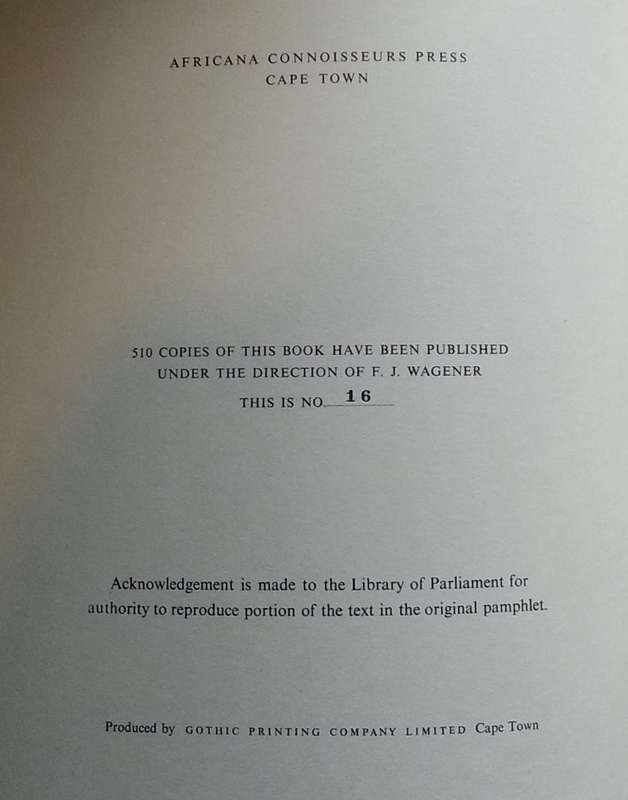 AFRICANA CONNOISSEURS PRESS
CAPE TOWN
510 COPIES OF THIS BOOK HAVE BEEN PUBLISHED
UNDER THE DIRECTION OF F. J. WAGENER
THIS IS NO. 16
Acknowledgement is made to the Library of Parliament for
authority to reproduce portion of the text in the original pamphlet.
Produced by GOTHIC PRINTING COMPANY LIMITED Cape Town